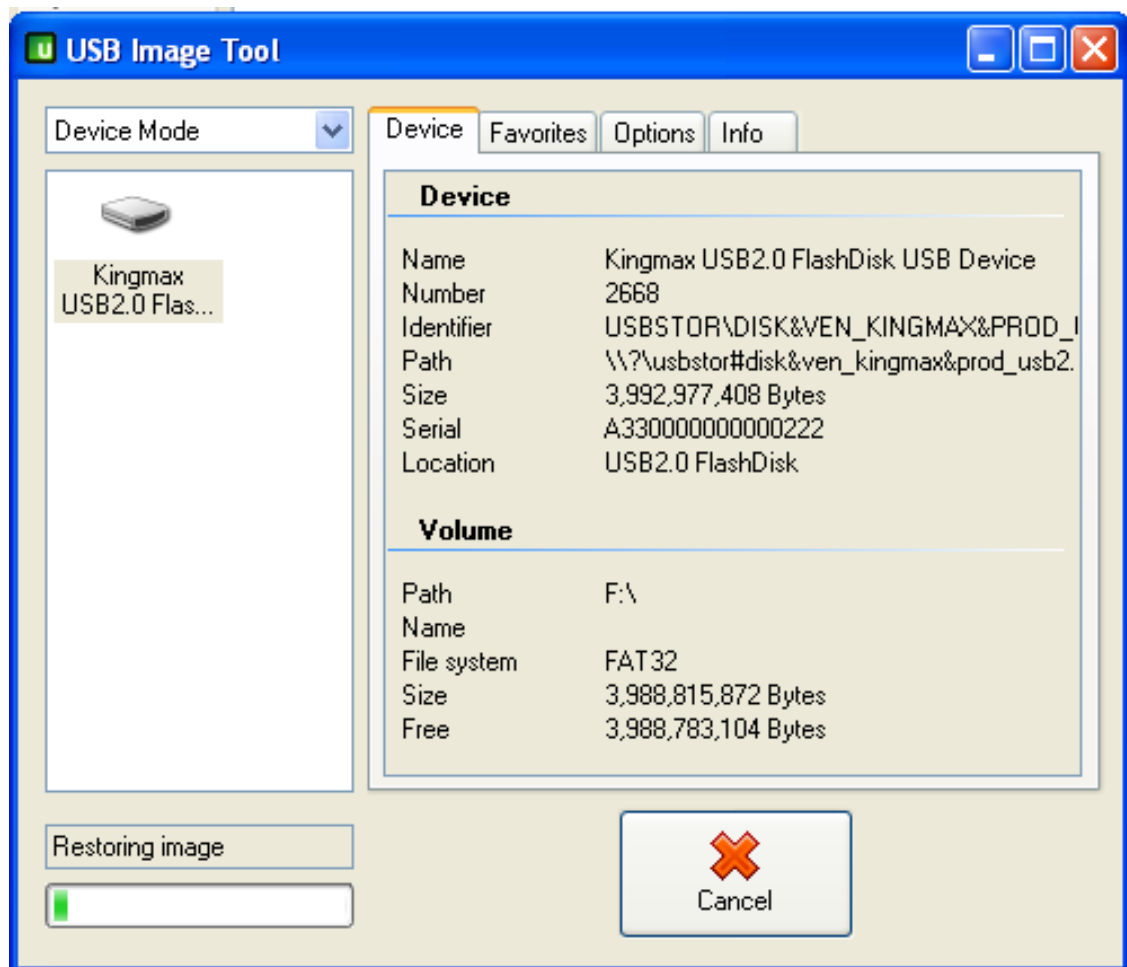 USB Image Tool
Device Mode
Device Favorites Options Info
Kingmax
USB2.0 Flas...
Device
Name Kingmax USB2.0 FlashDisk USB Device
Number 2668
Identifier USBSTOR\DISK&VEN_KINGMAX&PROD_
Path \\?\usbstor#disk&ven_kingmax&prod_usb2.
Size 3,992,977,408 Bytes
Serial A330000000000222
Location USB2.0 FlashDisk
Volume
Path F:\
Name
File system FAT32
Size 3,988,815,872 Bytes
Free 3,988,783,104 Bytes
Restoring image
Cancel